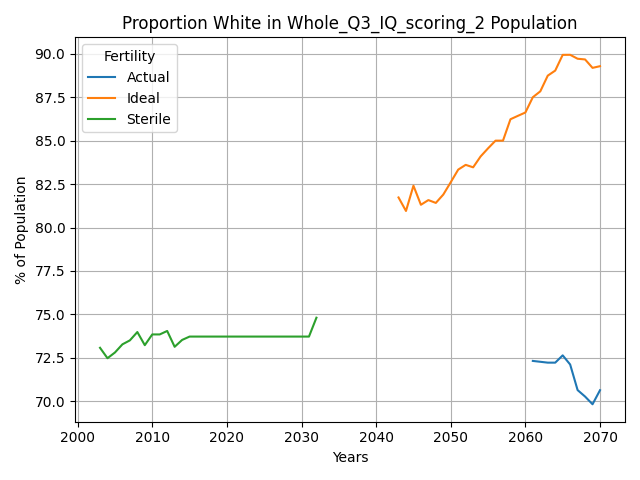 Proportion White in Whole_Q3_IQ_scoring_2 Population
Fertility
Actual
Ideal
Sterile
% of Population
90.0
87.5
85.0
82.5
80.0
77.5
75.0
72.5
70.0
2000 2010 2020 2030 2040 2050 2060 2070
Years